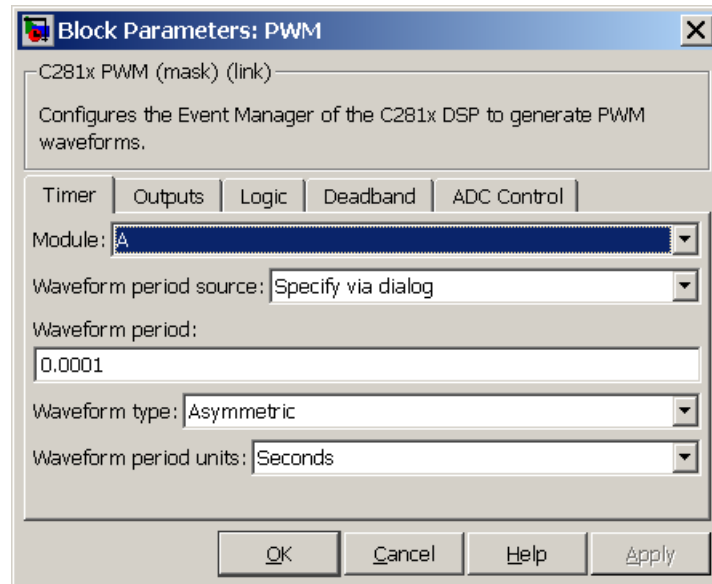 Block Parameters: PWM
C281x PWM (mask) (link)
Configures the Event Manager of the C281x DSP to generate PWM
waveforms.
Timer Outputs Logic Deadband ADC Control
Module: A
Waveform period source: Specify via dialog
Waveform period:
0.0001
Waveform type: Asymmetric
Waveform period units: Seconds
OK Cancel Help Apply